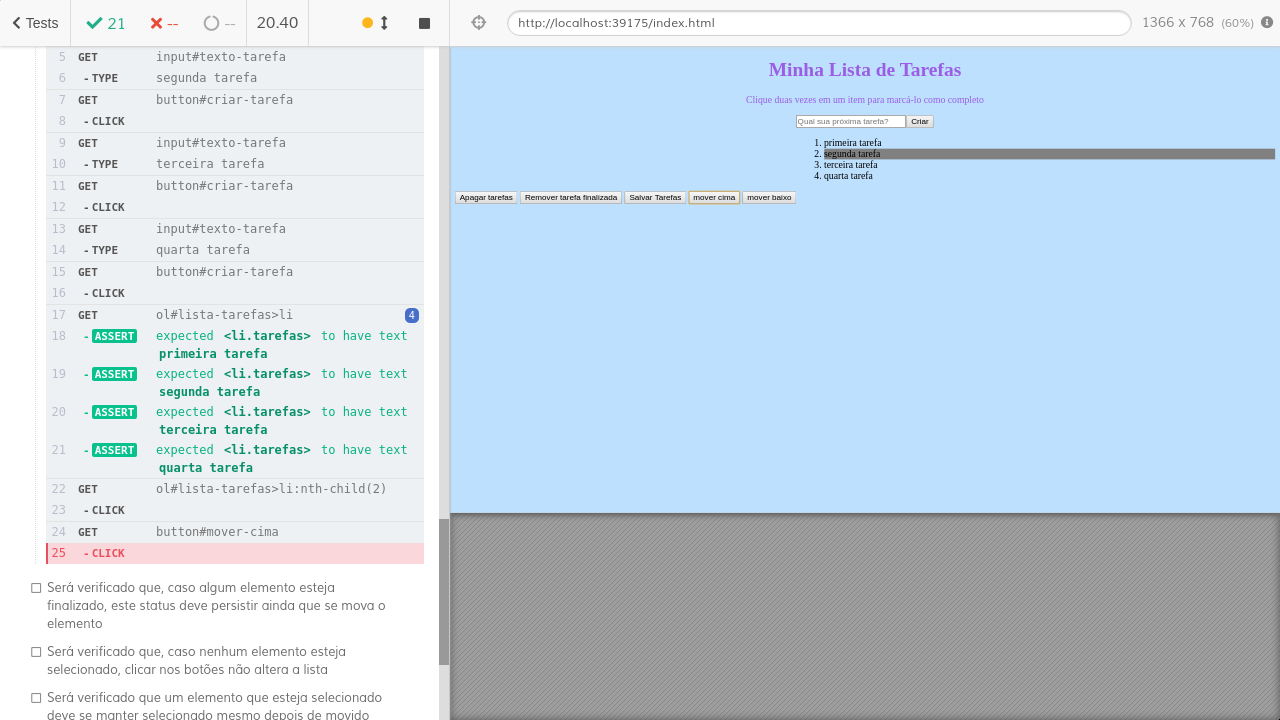 Tests 21 -- -- 20.40
http://localhost:39175/index.html 1366 x 768 (60%)
5 GET input#texto-tarefa
6 - TYPE segunda tarefa
7 GET button#criar-tarefa
8 - CLICK
9 GET input#texto-tarefa
10 - TYPE terceira tarefa
11 GET button#criar-tarefa
12 - CLICK
13 GET input#texto-tarefa
14 - TYPE quarta tarefa
15 GET button#criar-tarefa
16 - CLICK
17 GET ol#lista-tarefas>li 4
18 - ASSERT expected <li.tarefas> to have text
primeira tarefa
19 - ASSERT expected <li.tarefas> to have text
segunda tarefa
20 - ASSERT expected <li.tarefas> to have text
terceira tarefa
21 - ASSERT expected <li.tarefas> to have text
quarta tarefa
22 GET ol#lista-tarefas>li:nth-child(2)
23 - CLICK
24 GET button#mover-cima
25 - CLICK
Será verificado que, caso algum elemento esteja
finalizado, este status deve persistir ainda que se mova o
elemento
Será verificado que, caso nenhum elemento esteja
selecionado, clicar nos botões não altera a lista
Será verificado que um elemento que esteja selecionado
deve se manter selecionado mesmo depois de movido
Minha Lista de Tarefas
Clique duas vezes em um item para marcá-lo como completo
Qual sua próxima tarefa? Criar
1. primeira tarefa
2. segunda tarefa
3. terceira tarefa
4. quarta tarefa
Apagar tarefas Remover tarefa finalizada Salvar Tarefas mover cima mover baixo